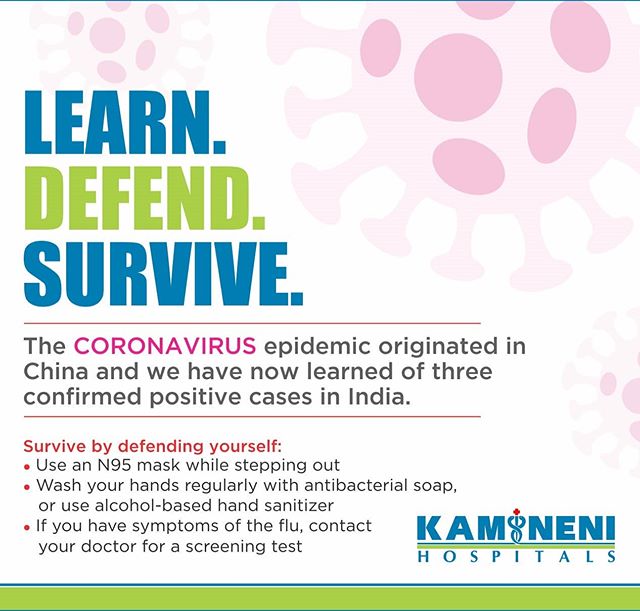 LEARN.
DEFEND.
SURVIVE.
The CORONAVIRUS epidemic originated in
China and we have now learned of three
confirmed positive cases in India.
Survive by defending yourself:
• Use an N95 mask while stepping out
• Wash your hands regularly with antibacterial soap,
or use alcohol-based hand sanitizer
• If you have symptoms of the flu, contact
your doctor for a screening test
KAMINENI
HOSPITALS